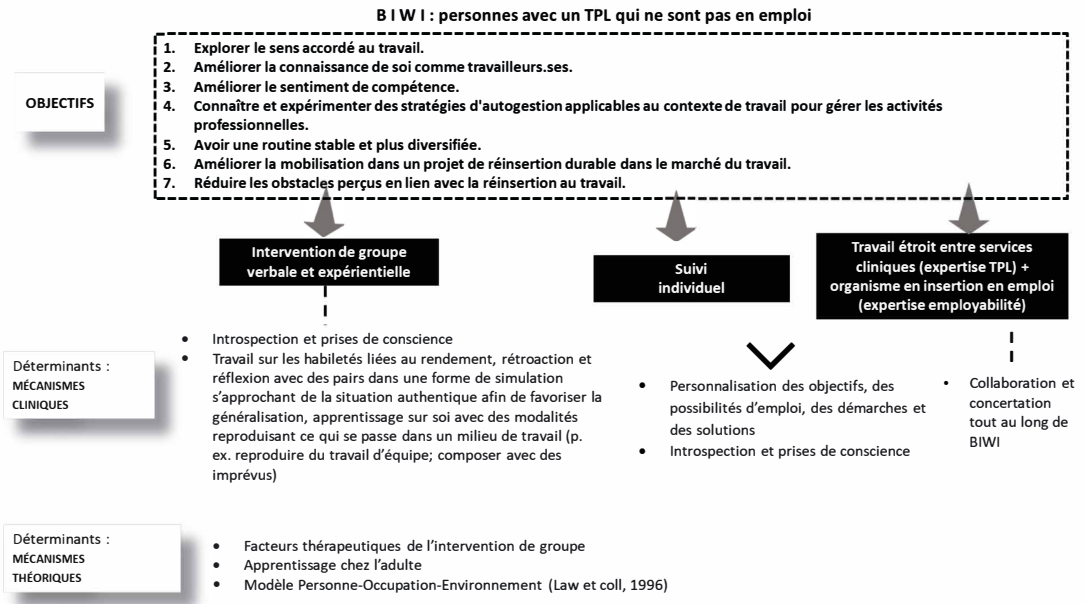 B I W I : personnes avec un TPL qui ne sont pas en emploi
OBJECTIFS
1. Explorer le sens accordé au travail.
2. Améliorer la connaissance de soi comme travailleurs.ses.
3. Améliorer le sentiment de compétence.
4. Connaître et expérimenter des stratégies d'autogestion applicables au contexte de travail pour gérer les activités
professionnelles.
5. Avoir une routine stable et plus diversifiée.
6. Améliorer la mobilisation dans un projet de réinsertion durable dans le marché du travail.
7. Réduire les obstacles perçus en lien avec la réinsertion au travail.
Intervention de groupe
verbale et expérientielle
Suivi
individuel
Travail étroit entre services
cliniques (expertise TPL) +
organisme en insertion en emploi
(expertise employabilité)
Déterminants :
MÉCANISMES
CLINIQUES
• Introspection et prises de conscience
• Travail sur les habiletés liées au rendement, rétroaction et
réflexion avec des pairs dans une forme de simulation
s’approchant de la situation authentique afin de favoriser la
généralisation, apprentissage sur soi avec des modalités
reproduisant ce qui se passe dans un milieu de travail (p.
ex. reproduire du travail d’équipe; composer avec des
imprévus)
• Personnalisation des objectifs, des
possibilités d’emploi, des démarches et
des solutions
• Introspection et prises de conscience
• Collaboration et
concertation
tout au long de
BIWI
Déterminants :
MÉCANISMES
THÉORIQUES
• Facteurs thérapeutiques de l’intervention de groupe
• Apprentissage chez l’adulte
• Modèle Personne-Occupation-Environnement (Law et coll, 1996)